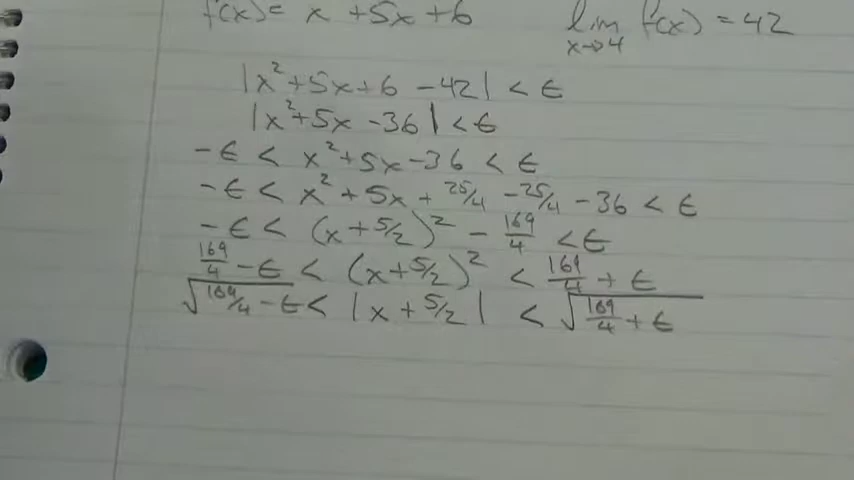 f(x) = x + 5x + 6 lim x→4 f(x) = 42
|x² + 5x + 6 - 42| < ε
|x² + 5x - 36| < ε
-ε < x² + 5x - 36 < ε
-ε < x² + 5x + 25/4 - 25/4 - 36 < ε
-ε < (x + 5/2)² - 169/4 < ε
169/4 - ε < (x + 5/2)² < 169/4 + ε
√(169/4 - ε) < |x + 5/2| < √(169/4 + ε)